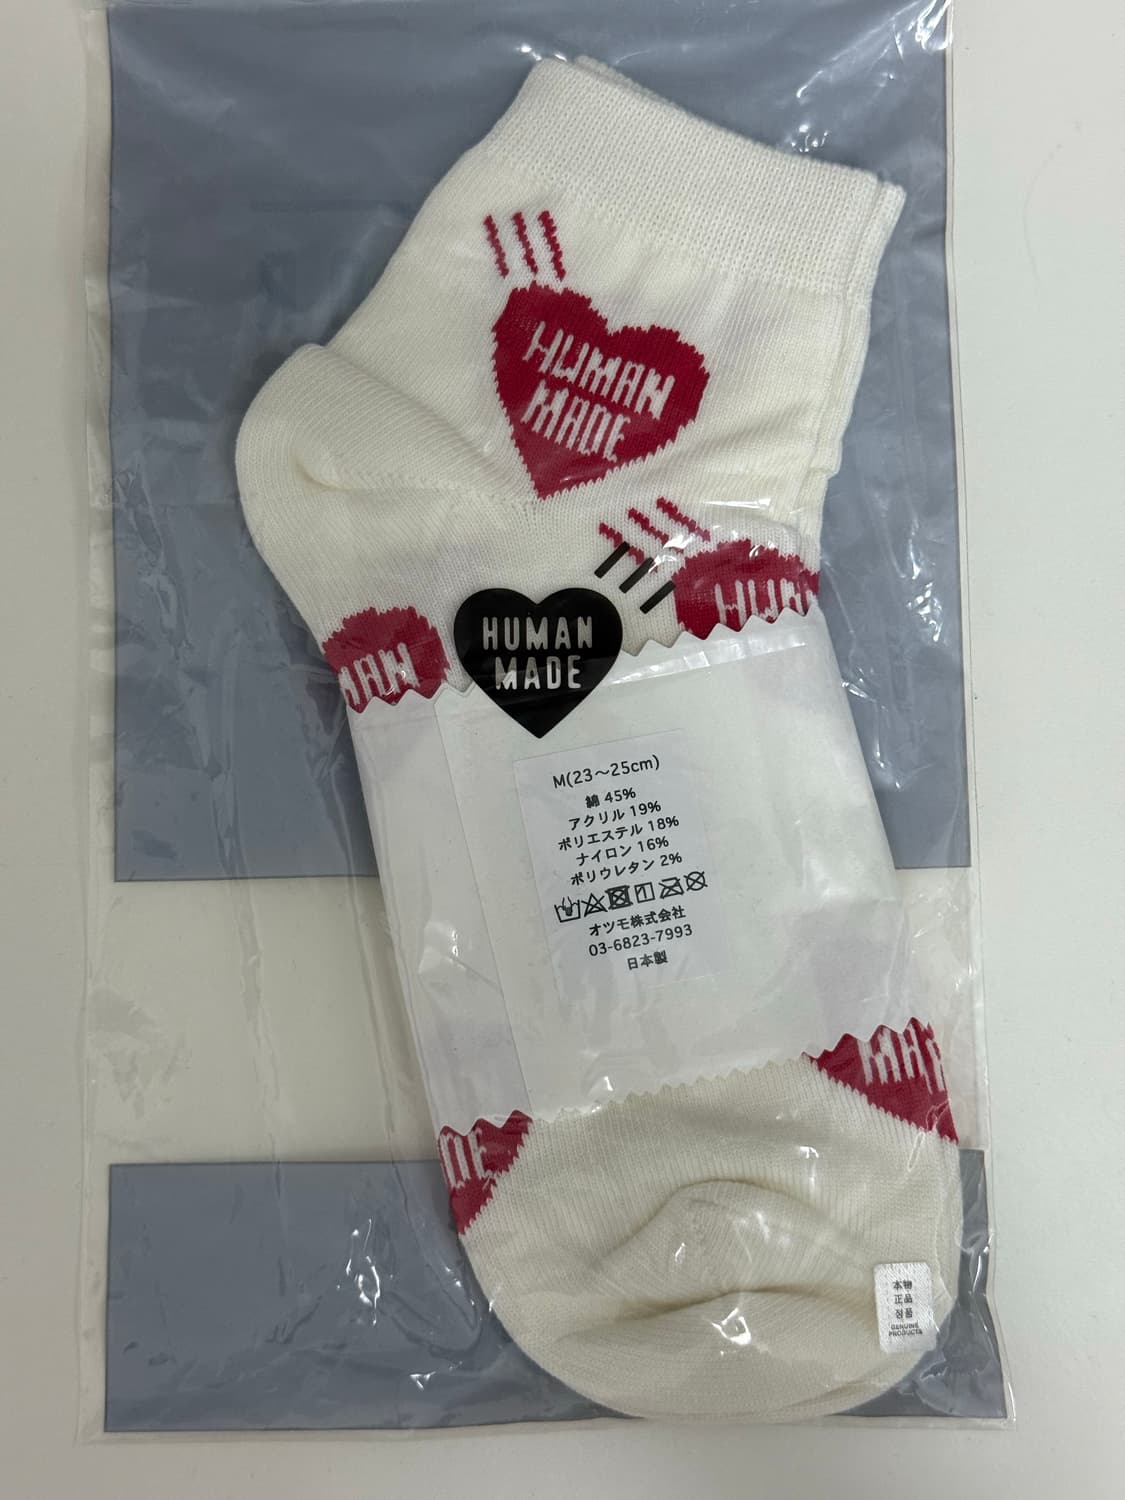 HUMAN
MADE
HUMAN
MAN
HUMAN
MADE
M(23〜25cm)
綿 45%
アクリル 19%
ポリエステル 18%
ナイロン 16%
ポリウレタン 2%
オツモ株式会社
03-6823-7993
日本製
本物
正品
정품
GENUINE
PRODUCTS